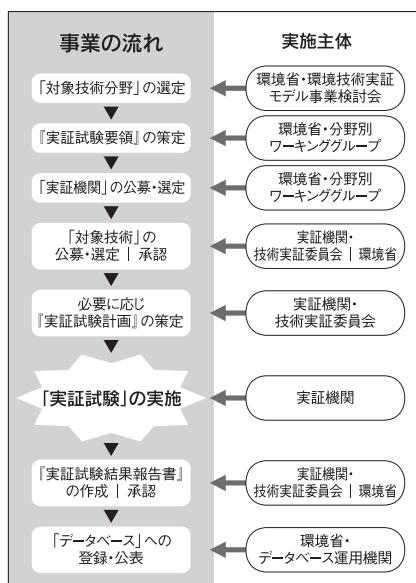 事業の流れ
実施主体
「対象技術分野」の選定
環境省・環境技術実証
モデル事業検討会
『実証試験要領』の策定
環境省・分野別
ワーキンググループ
「実証機関」の公募・選定
環境省・分野別
ワーキンググループ
「対象技術」の
公募・選定 | 承認
実証機関・
技術実証委員会 | 環境省
必要に応じ
『実証試験計画』の策定
実証機関・
技術実証委員会
「実証試験」の実施
実証機関
『実証試験結果報告書』
の作成 | 承認
実証機関・
技術実証委員会 | 環境省
「データベース」への
登録・公表
環境省・
データベース運用機関